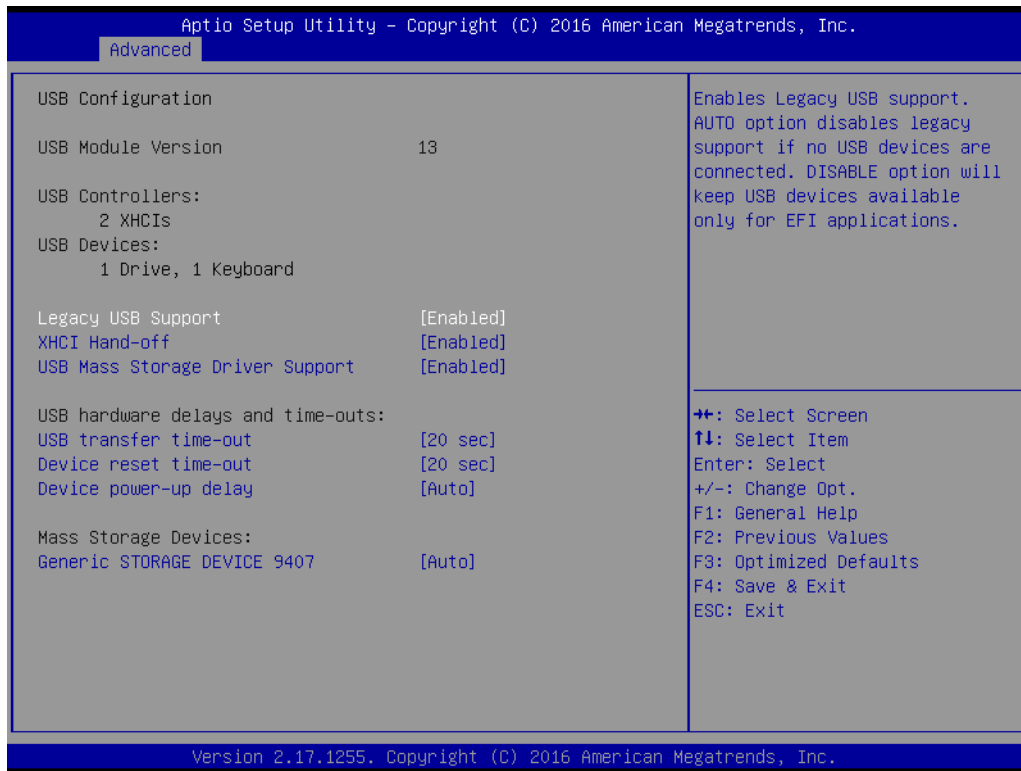 Aptio Setup Utility – Copyright (C) 2016 American Megatrends, Inc.
Advanced
USB Configuration
USB Module Version 13
USB Controllers:
2 XHCIs
USB Devices:
1 Drive, 1 Keyboard
Legacy USB Support [Enabled]
XHCI Hand-off [Enabled]
USB Mass Storage Driver Support [Enabled]
USB hardware delays and time-outs:
USB transfer time-out [20 sec]
Device reset time-out [20 sec]
Device power-up delay [Auto]
Mass Storage Devices:
Generic STORAGE DEVICE 9407 [Auto]
Enables Legacy USB support.
AUTO option disables legacy
support if no USB devices are
connected. DISABLE option will
keep USB devices available
only for EFI applications.
→←: Select Screen
↑↓: Select Item
Enter: Select
+/-: Change Opt.
F1: General Help
F2: Previous Values
F3: Optimized Defaults
F4: Save & Exit
ESC: Exit
Version 2.17.1255. Copyright (C) 2016 American Megatrends, Inc.